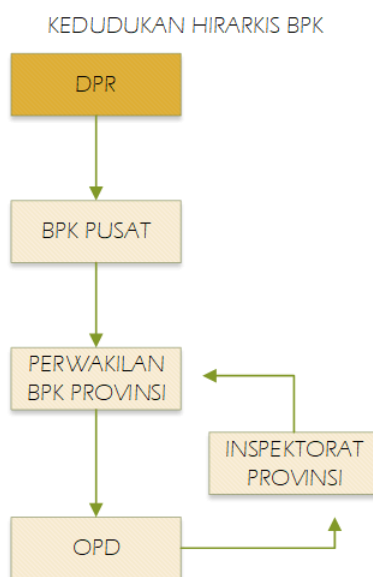 KEDUDUKAN HIRARKIS BPK
DPR
BPK PUSAT
PERWAKILAN
BPK PROVINSI
INSPEKTORAT
PROVINSI
OPD